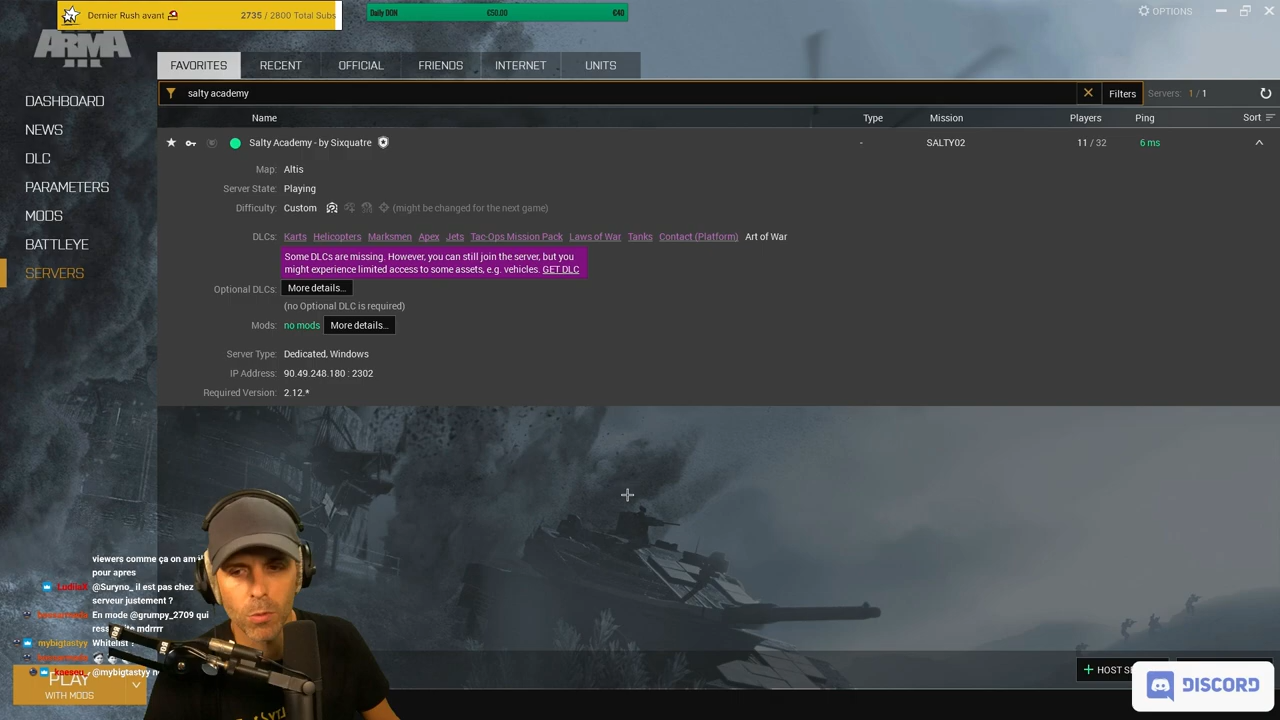 Dernier Rush avant
2735 / 2800 Total Subs
Daily DON €50.00 €40
OPTIONS
ARMA
III
FAVORITES RECENT OFFICIAL FRIENDS INTERNET UNITS
salty academy
Filters Servers: 1 / 1
Name Type Mission Players Ping Sort
DASHBOARD
NEWS
DLC
PARAMETERS
MODS
BATTLEYE
SERVERS
Salty Academy - by Sixquatre - SALTY02 11 / 32 6 ms
Map: Altis
Server State: Playing
Difficulty: Custom (might be changed for the next game)
DLCs: Karts Helicopters Marksmen Apex Jets Tac-Ops Mission Pack Laws of War Tanks Contact (Platform) Art of War
Some DLCs are missing. However, you can still join the server, but you
might experience limited access to some assets, e.g. vehicles. GET DLC
Optional DLCs: More details...
(no Optional DLC is required)
Mods: no mods More details...
Server Type: Dedicated, Windows
IP Address: 90.49.248.180 : 2302
Required Version: 2.12.*
viewers comme ça on am
pour apres
@Suryno_ il est pas chez
serveur justement ?
En mode @grumpy_2709 qui
mdrrrr
mybigtastyy Whitelist ?
@mybigtastyy
PLAY
WITH MODS
HOST
DISCORD